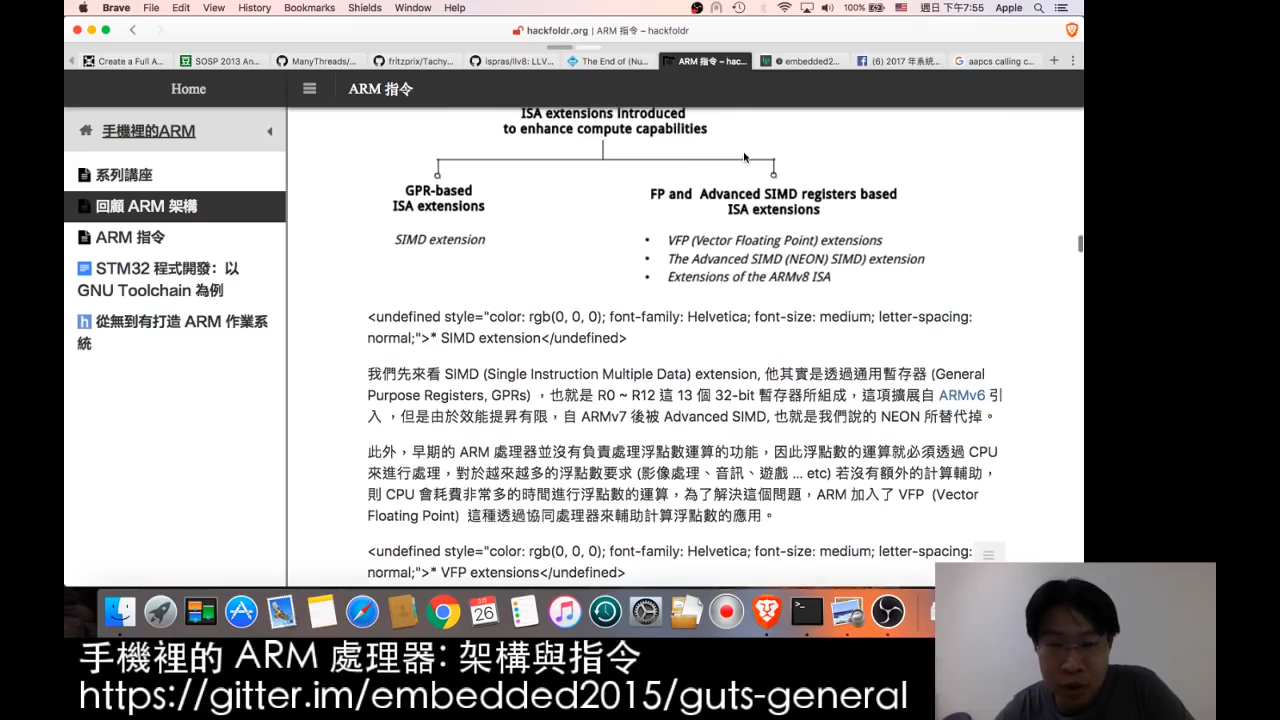 Brave File Edit View History Bookmarks Shields Window Help 100% 週日 下午7:55 Apple
hackfoldr.org | ARM 指令 – hackfoldr
Create a Full A... SOSP 2013 An... ManyThreads/... fritzprix/Tachy... ispras/llv8: LLV... The End of (Nu... ARM 指令 – hac... embedded2... (6) 2017 年系統... aapcs calling c...
Home ARM 指令
手機裡的ARM
系列講座
回顧 ARM 架構
ARM 指令
STM32 程式開發：以
GNU Toolchain 為例
從無到有打造 ARM 作業系
統
ISA extensions introduced
to enhance compute capabilities
GPR-based
ISA extensions
SIMD extension
FP and Advanced SIMD registers based
ISA extensions
• VFP (Vector Floating Point) extensions
• The Advanced SIMD (NEON) SIMD) extension
• Extensions of the ARMv8 ISA
<undefined style="color: rgb(0, 0, 0); font-family: Helvetica; font-size: medium; letter-spacing:
normal;">* SIMD extension</undefined>
我們先來看 SIMD (Single Instruction Multiple Data) extension, 他其實是透過通用暫存器 (General
Purpose Registers, GPRs) ，也就是 R0 ~ R12 這 13 個 32-bit 暫存器所組成，這項擴展自 ARMv6 引
入 ，但是由於效能提昇有限，自 ARMv7 後被 Advanced SIMD, 也就是我們說的 NEON 所替代掉。
此外，早期的 ARM 處理器並沒有負責處理浮點數運算的功能，因此浮點數的運算就必須透過 CPU
來進行處理，對於越來越多的浮點數要求 (影像處理、音訊、遊戲 ... etc) 若沒有額外的計算輔助，
則 CPU 會耗費非常多的時間進行浮點數的運算，為了解決這個問題，ARM 加入了 VFP (Vector
Floating Point) 這種透過協同處理器來輔助計算浮點數的應用。
<undefined style="color: rgb(0, 0, 0); font-family: Helvetica; font-size: medium; letter-spacing:
normal;">* VFP extensions</undefined>
26
手機裡的 ARM 處理器: 架構與指令
https://gitter.im/embedded2015/guts-general